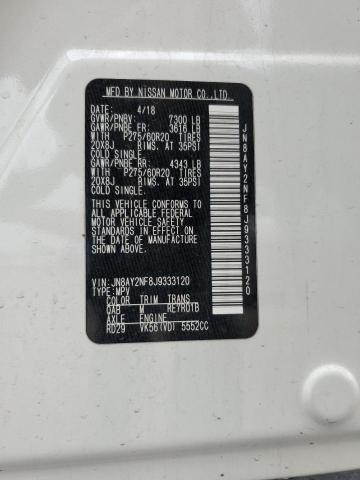 MFD BY NISSAN MOTOR CO.,LTD.
DATE: 4/18
GVWR/PNBV: 7300 LB
GAWR/PNBE FR: 3616 LB
WITH P275/60R20 TIRES
20X8J RIMS. AT 35PSI
COLD SINGLE.
GAWR/PNBE RR: 4343 LB
WITH P275/60R20 TIRES
20X8J RIMS. AT 35PSI
COLD SINGLE.
THIS VEHICLE CONFORMS TO
ALL APPLICABLE FEDERAL
MOTOR VEHICLE SAFETY
STANDARDS IN EFFECT ON
THE DATE OF MANUFACTURE
SHOWN ABOVE.
VIN: JN8AY2NF8J9333120
TYPE: MPV
COLOR TRIM TRANS
QAB M RE7R01B
AXLE ENGINE
RD29 VK56(VD) 5552CC
JN8AY2NF8J9333120